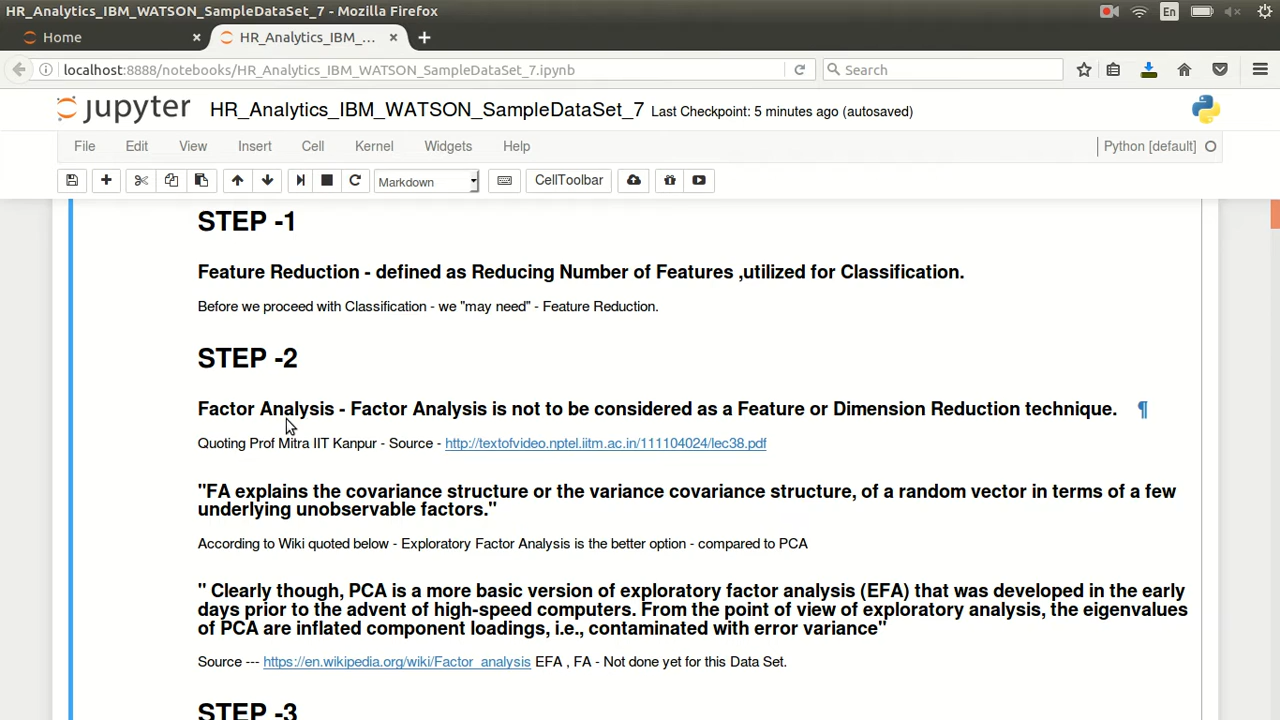 HR_Analytics_IBM_WATSON_SampleDataSet_7 - Mozilla Firefox
En
Home
HR_Analytics_IBM_...
localhost:8888/notebooks/HR_Analytics_IBM_WATSON_SampleDataSet_7.ipynb
Search
jupyter
HR_Analytics_IBM_WATSON_SampleDataSet_7
Last Checkpoint: 5 minutes ago (autosaved)
File Edit View Insert Cell Kernel Widgets Help
Python [default]
Markdown
CellToolbar
STEP -1
Feature Reduction - defined as Reducing Number of Features ,utilized for Classification.
Before we proceed with Classification - we "may need" - Feature Reduction.
STEP -2
Factor Analysis - Factor Analysis is not to be considered as a Feature or Dimension Reduction technique. ¶
Quoting Prof Mitra IIT Kanpur - Source - http://textofvideo.nptel.iitm.ac.in/111104024/lec38.pdf
"FA explains the covariance structure or the variance covariance structure, of a random vector in terms of a few
underlying unobservable factors."
According to Wiki quoted below - Exploratory Factor Analysis is the better option - compared to PCA
" Clearly though, PCA is a more basic version of exploratory factor analysis (EFA) that was developed in the early
days prior to the advent of high-speed computers. From the point of view of exploratory analysis, the eigenvalues
of PCA are inflated component loadings, i.e., contaminated with error variance"
Source --- https://en.wikipedia.org/wiki/Factor_analysis EFA , FA - Not done yet for this Data Set.
STEP -3